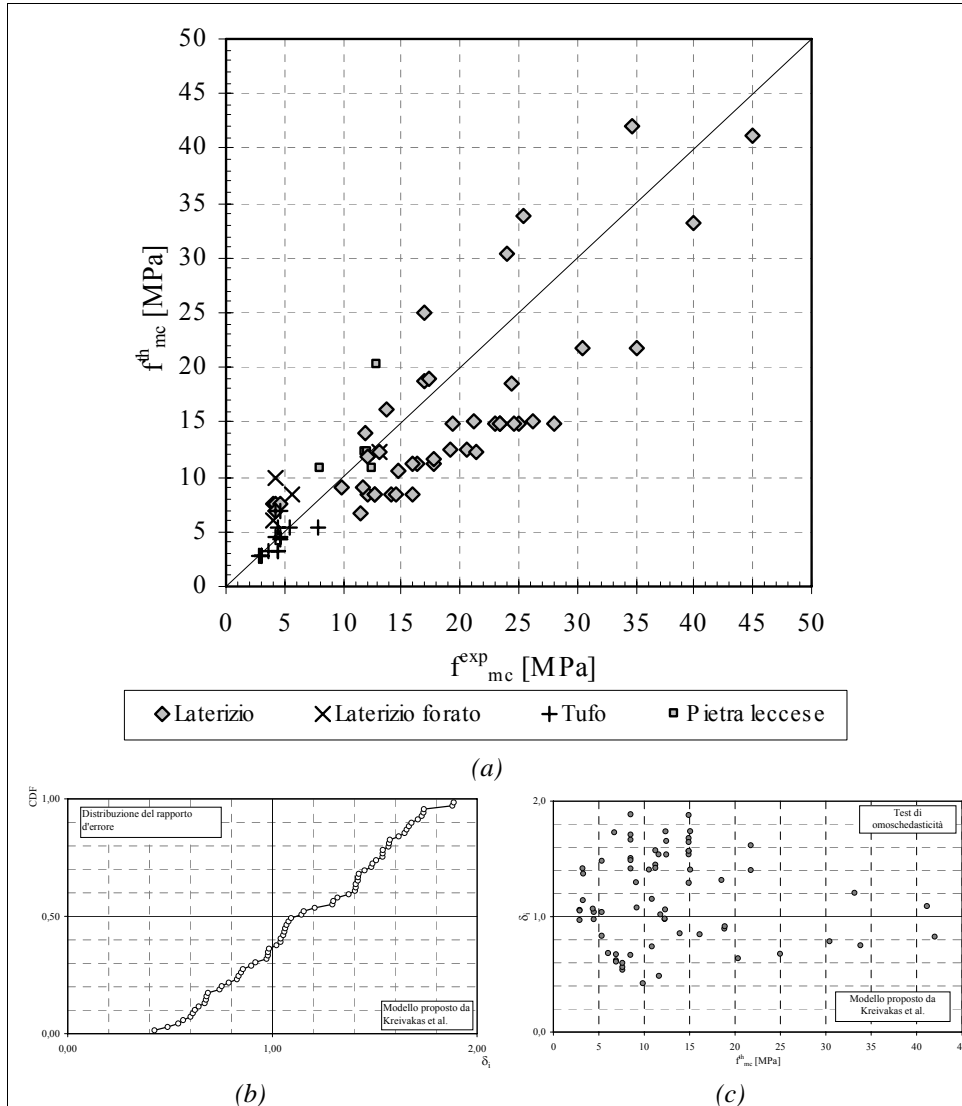 50
45
40
35
30
25
20
15
10
5
0
f^th_mc [MPa]
0 5 10 15 20 25 30 35 40 45 50
f^exp_mc [MPa]
Laterizio Laterizio forato Tufo Pietra leccese
(a)
CDF
1,00
0,50
0,00
Distribuzione del rapporto
d'errore
Modello proposto da
Kreivakas et al.
0,00 1,00 2,00
δi
(b)
2,0
1,0
0,0
Test di
omoschedasticità
Modello proposto da
Kreivakas et al.
0 5 10 15 20 25 30 35 40 45
f^th_mc [MPa]
(c)